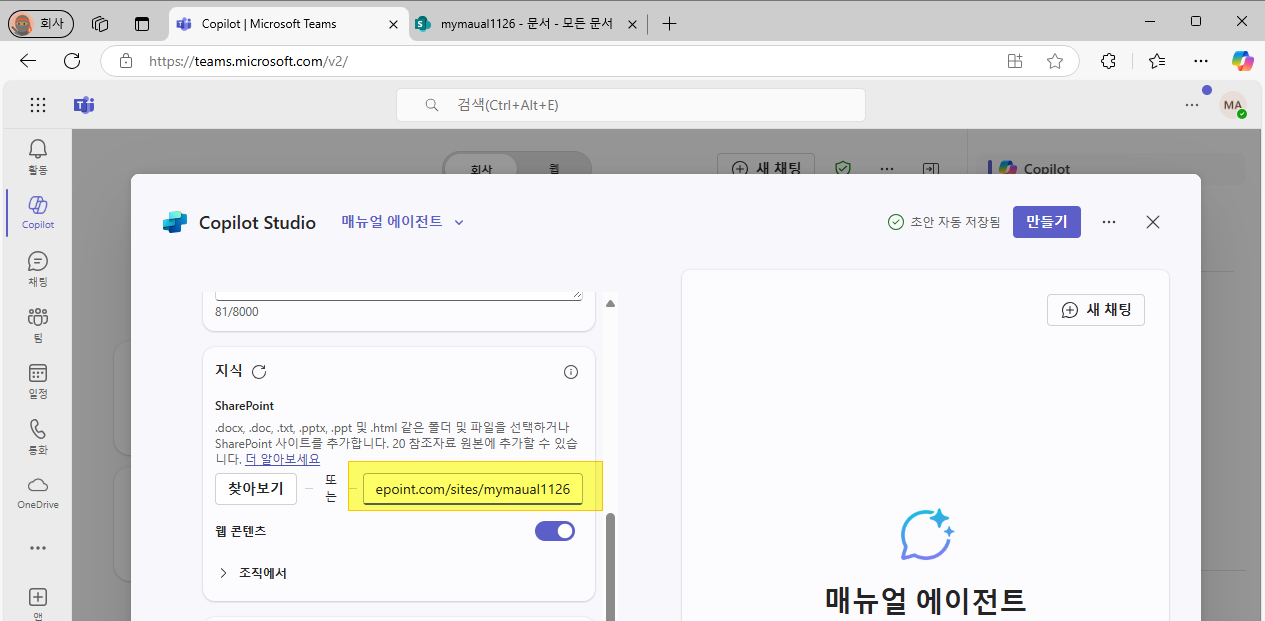 회사
Copilot | Microsoft Teams
mymaual1126 - 문서 - 모든 문서
https://teams.microsoft.com/v2/
검색(Ctrl+Alt+E)
MA
활동
Copilot
채팅
팀
일정
통화
OneDrive
앱
회사
웹
새 채팅
Copilot
Copilot Studio
매뉴얼 에이전트
초안 자동 저장됨
만들기
81/8000
지식
SharePoint
.docx, .doc, .txt, .pptx, .ppt 및 .html 같은 폴더 및 파일을 선택하거나
SharePoint 사이트를 추가합니다. 20 참조자료 원본에 추가할 수 있습
니다. 더 알아보세요
찾아보기
또
는
epoint.com/sites/mymaual1126
웹 콘텐츠
조직에서
새 채팅
매뉴얼 에이전트